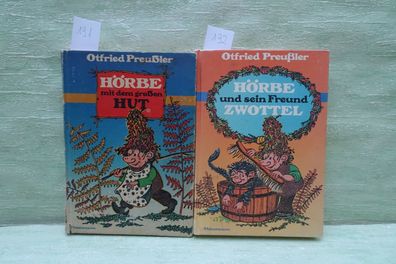 131
Otfried Preußler
HÖRBE
mit dem großen
HUT
132
Otfried Preußler
HÖRBE
und sein Freund
ZWOTTEL